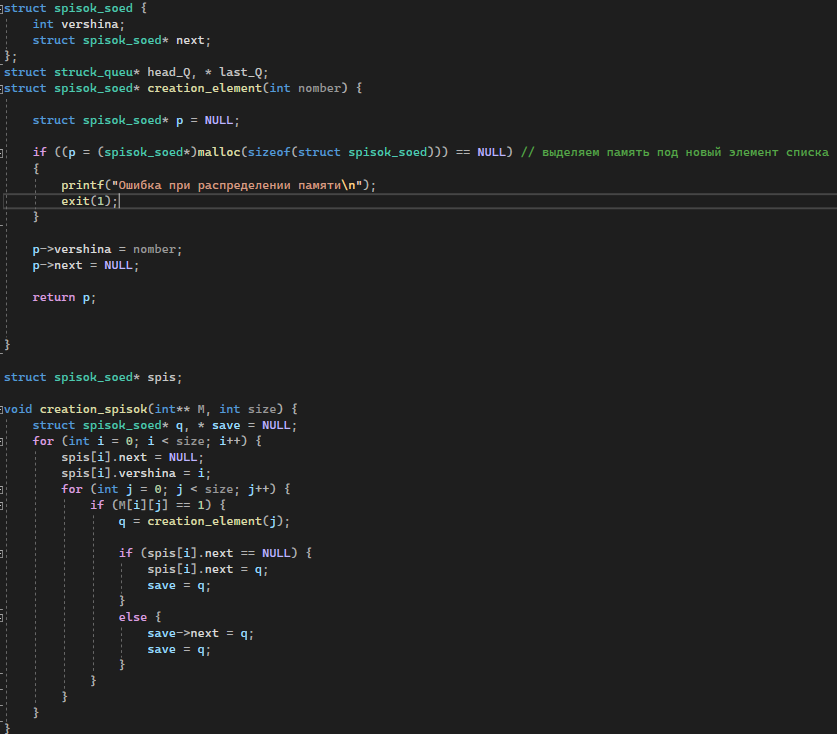 struct spisok_soed {
    int vershina;
    struct spisok_soed* next;
};
struct struck_queu* head_Q, * last_Q;
struct spisok_soed* creation_element(int nomber) {
    struct spisok_soed* p = NULL;
    if ((p = (spisok_soed*)malloc(sizeof(struct spisok_soed))) == NULL) // выделяем память под новый элемент списка
    {
        printf("Ошибка при распределении памяти\n");
        exit(1);
    }
    p->vershina = nomber;
    p->next = NULL;
    return p;
}
struct spisok_soed* spis;
void creation_spisok(int** M, int size) {
    struct spisok_soed* q, * save = NULL;
    for (int i = 0; i < size; i++) {
        spis[i].next = NULL;
        spis[i].vershina = i;
        for (int j = 0; j < size; j++) {
            if (M[i][j] == 1) {
                q = creation_element(j);
                if (spis[i].next == NULL) {
                    spis[i].next = q;
                    save = q;
                }
                else {
                    save->next = q;
                    save = q;
                }
            }
        }
    }
}